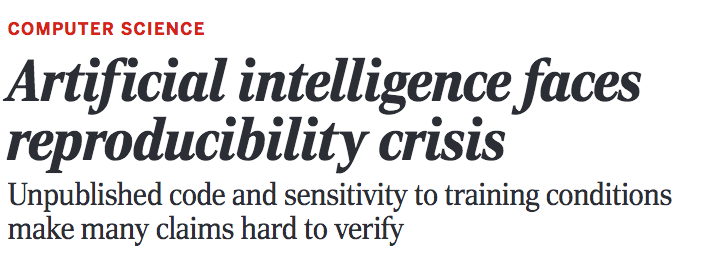 COMPUTER SCIENCE
Artificial intelligence faces
reproducibility crisis
Unpublished code and sensitivity to training conditions
make many claims hard to verify